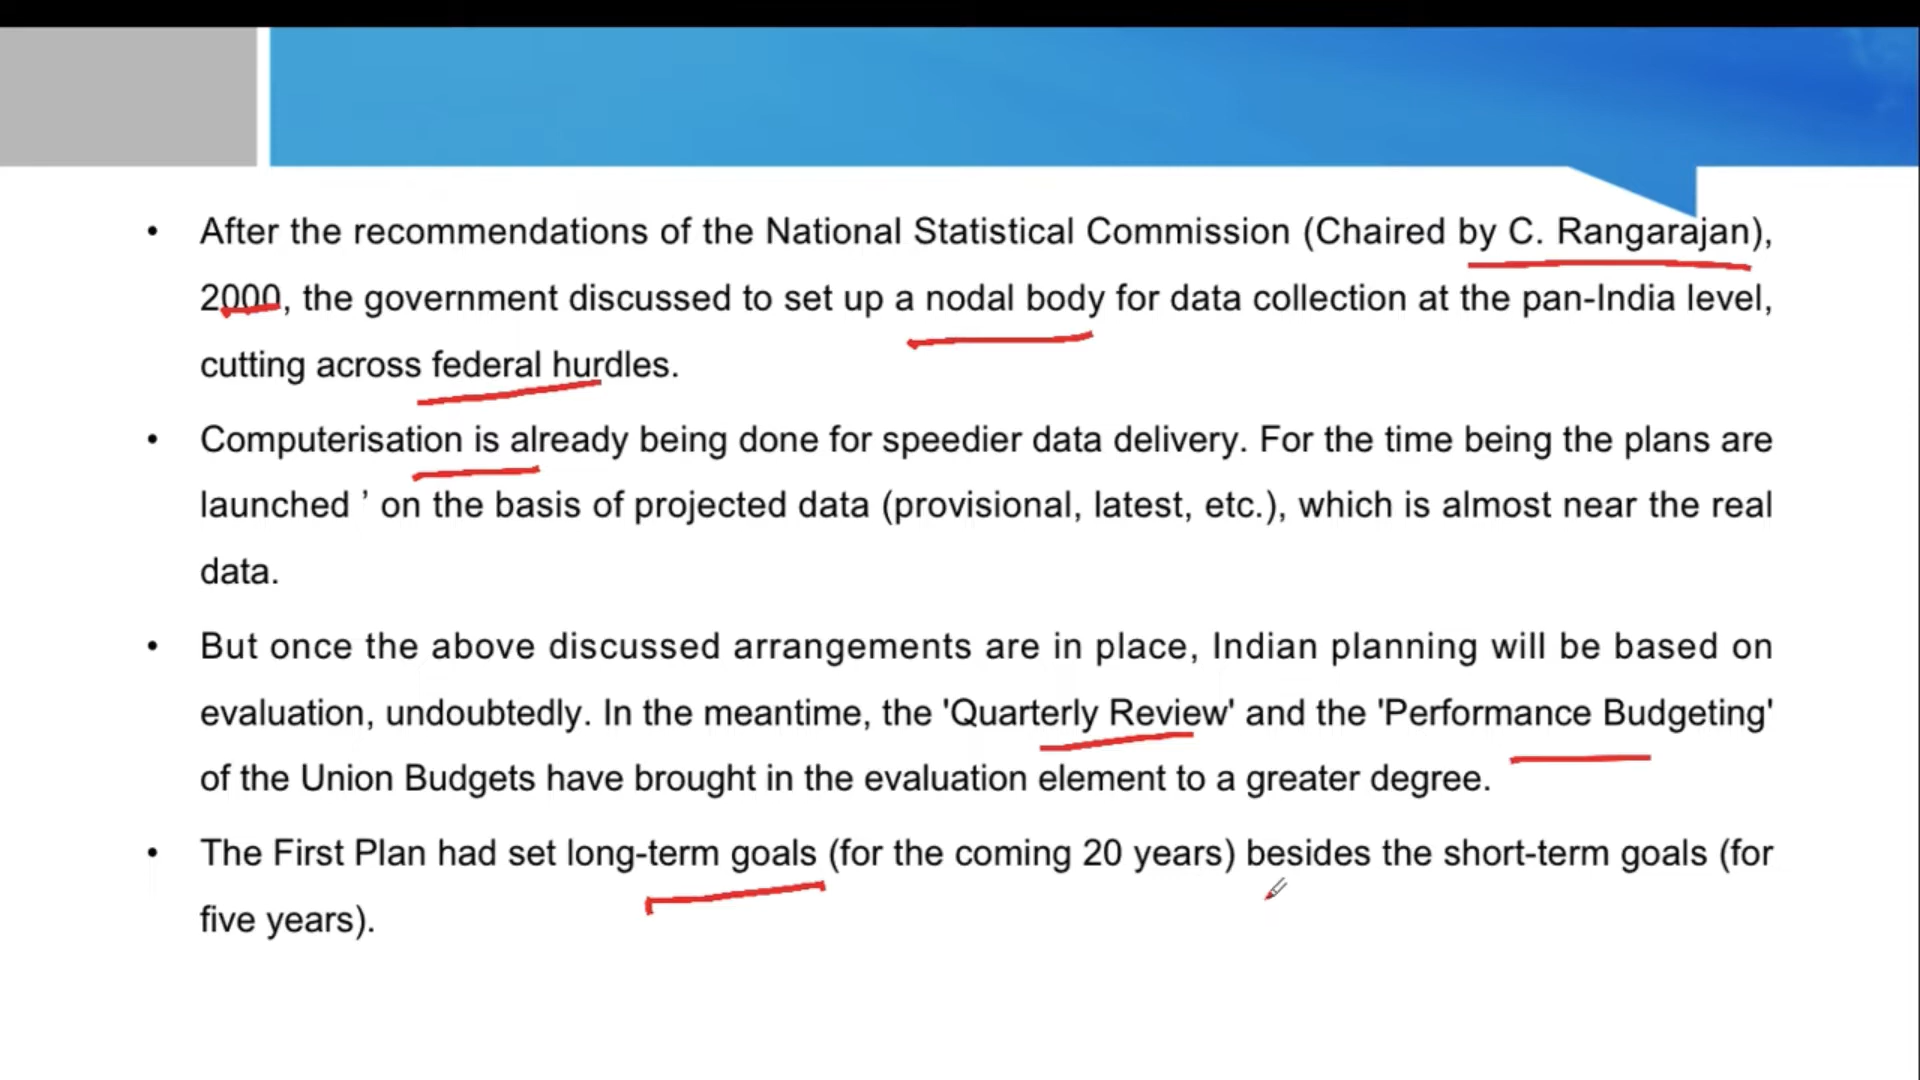 • After the recommendations of the National Statistical Commission (Chaired by C. Rangarajan),
2000, the government discussed to set up a nodal body for data collection at the pan-India level,
cutting across federal hurdles.
• Computerisation is already being done for speedier data delivery. For the time being the plans are
launched ’ on the basis of projected data (provisional, latest, etc.), which is almost near the real
data.
• But once the above discussed arrangements are in place, Indian planning will be based on
evaluation, undoubtedly. In the meantime, the 'Quarterly Review' and the 'Performance Budgeting'
of the Union Budgets have brought in the evaluation element to a greater degree.
• The First Plan had set long-term goals (for the coming 20 years) besides the short-term goals (for
five years).